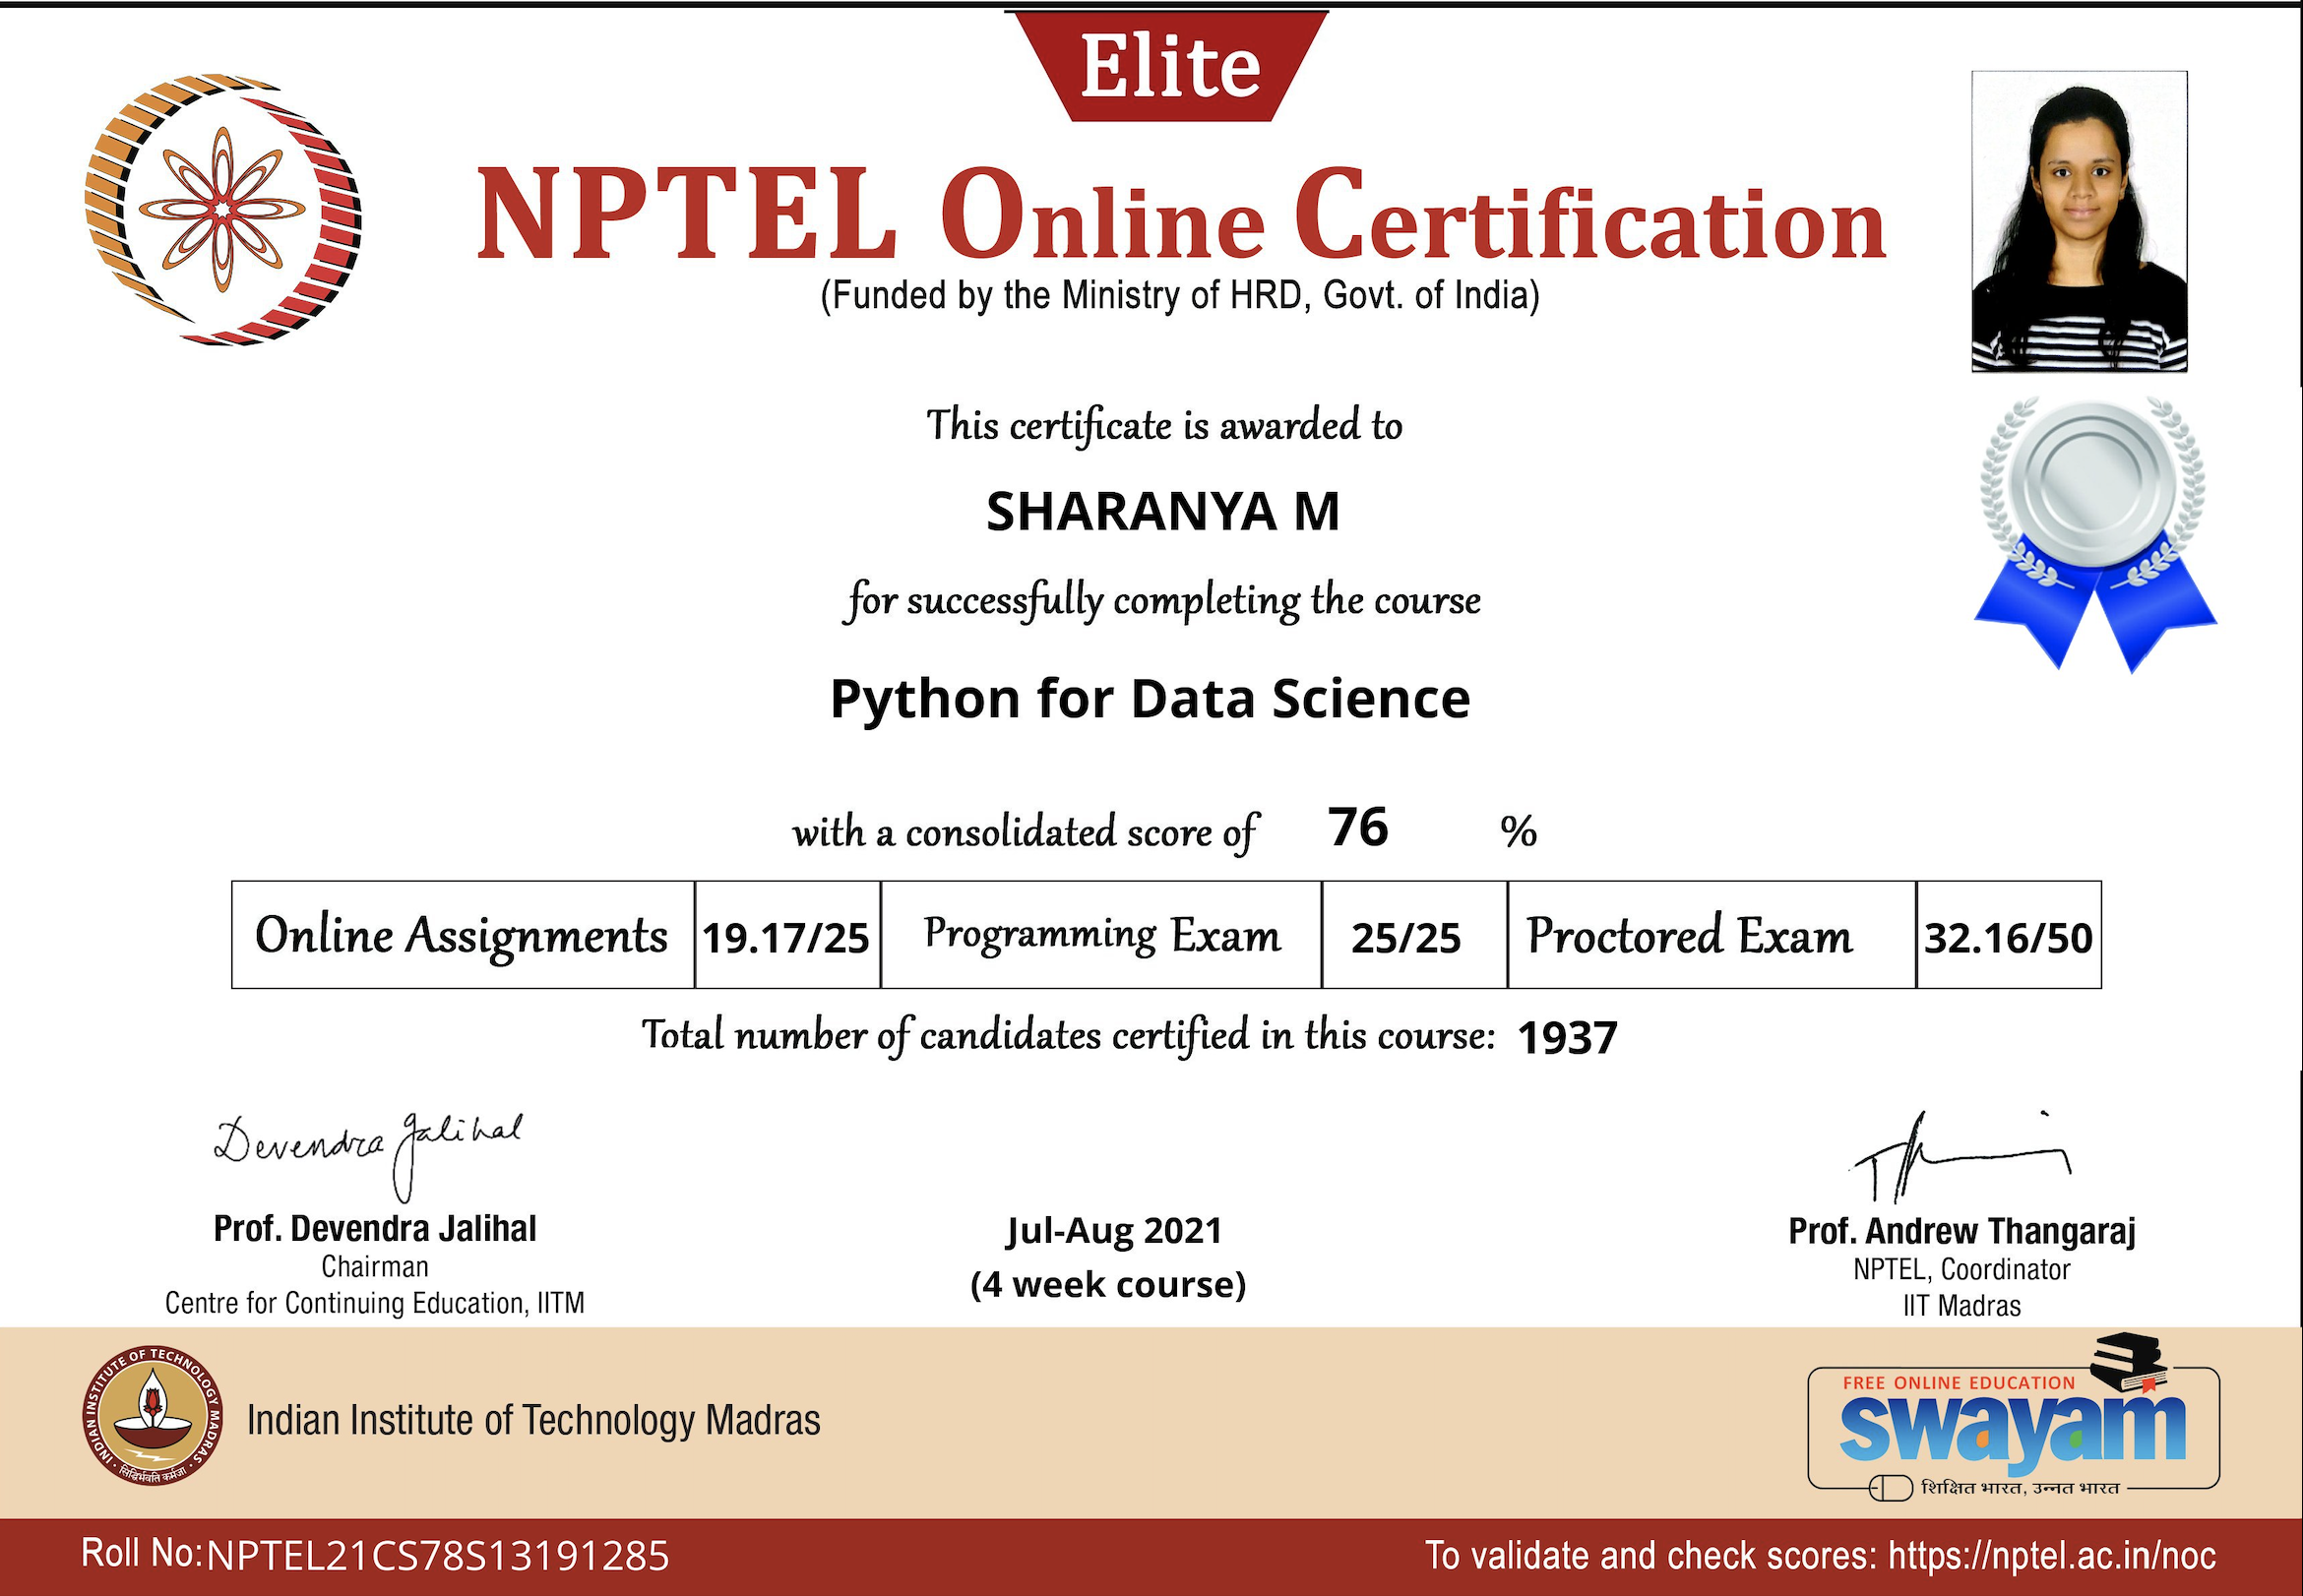 Elite
NPTEL Online Certification
(Funded by the Ministry of HRD, Govt. of India)
This certificate is awarded to
SHARANYA M
for successfully completing the course
Python for Data Science
with a consolidated score of 76 %
Online Assignments 19.17/25 Programming Exam 25/25 Proctored Exam 32.16/50
Total number of candidates certified in this course: 1937
Devendra Jalihal
Prof. Devendra Jalihal
Chairman
Centre for Continuing Education, IITM
Jul-Aug 2021
(4 week course)
Prof. Andrew Thangaraj
NPTEL, Coordinator
IIT Madras
INDIAN INSTITUTE OF TECHNOLOGY MADRAS
सिद्धिर्भवति कर्मजा
Indian Institute of Technology Madras
FREE ONLINE EDUCATION
swayam
शिक्षित भारत, उन्नत भारत
Roll No:NPTEL21CS78S13191285
To validate and check scores: https://nptel.ac.in/noc